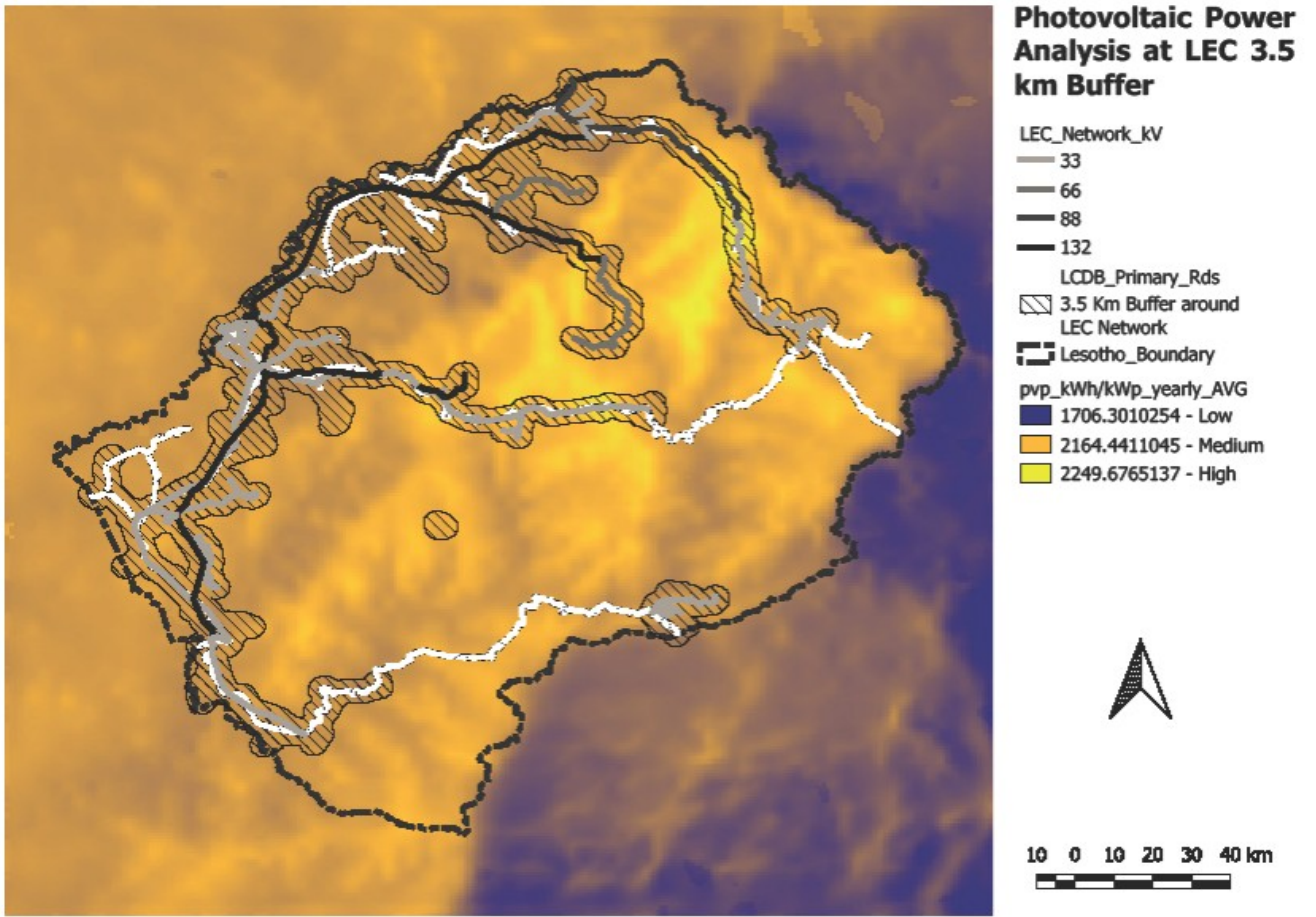 Photovoltaic Power
Analysis at LEC 3.5
km Buffer
LEC_Network_kV
33
66
88
132
LCDB_Primary_Rds
3.5 Km Buffer around
LEC Network
Lesotho_Boundary
pvp_kWh/kWp_yearly_AVG
1706.3010254 - Low
2164.4411045 - Medium
2249.6765137 - High
10 0 10 20 30 40 km